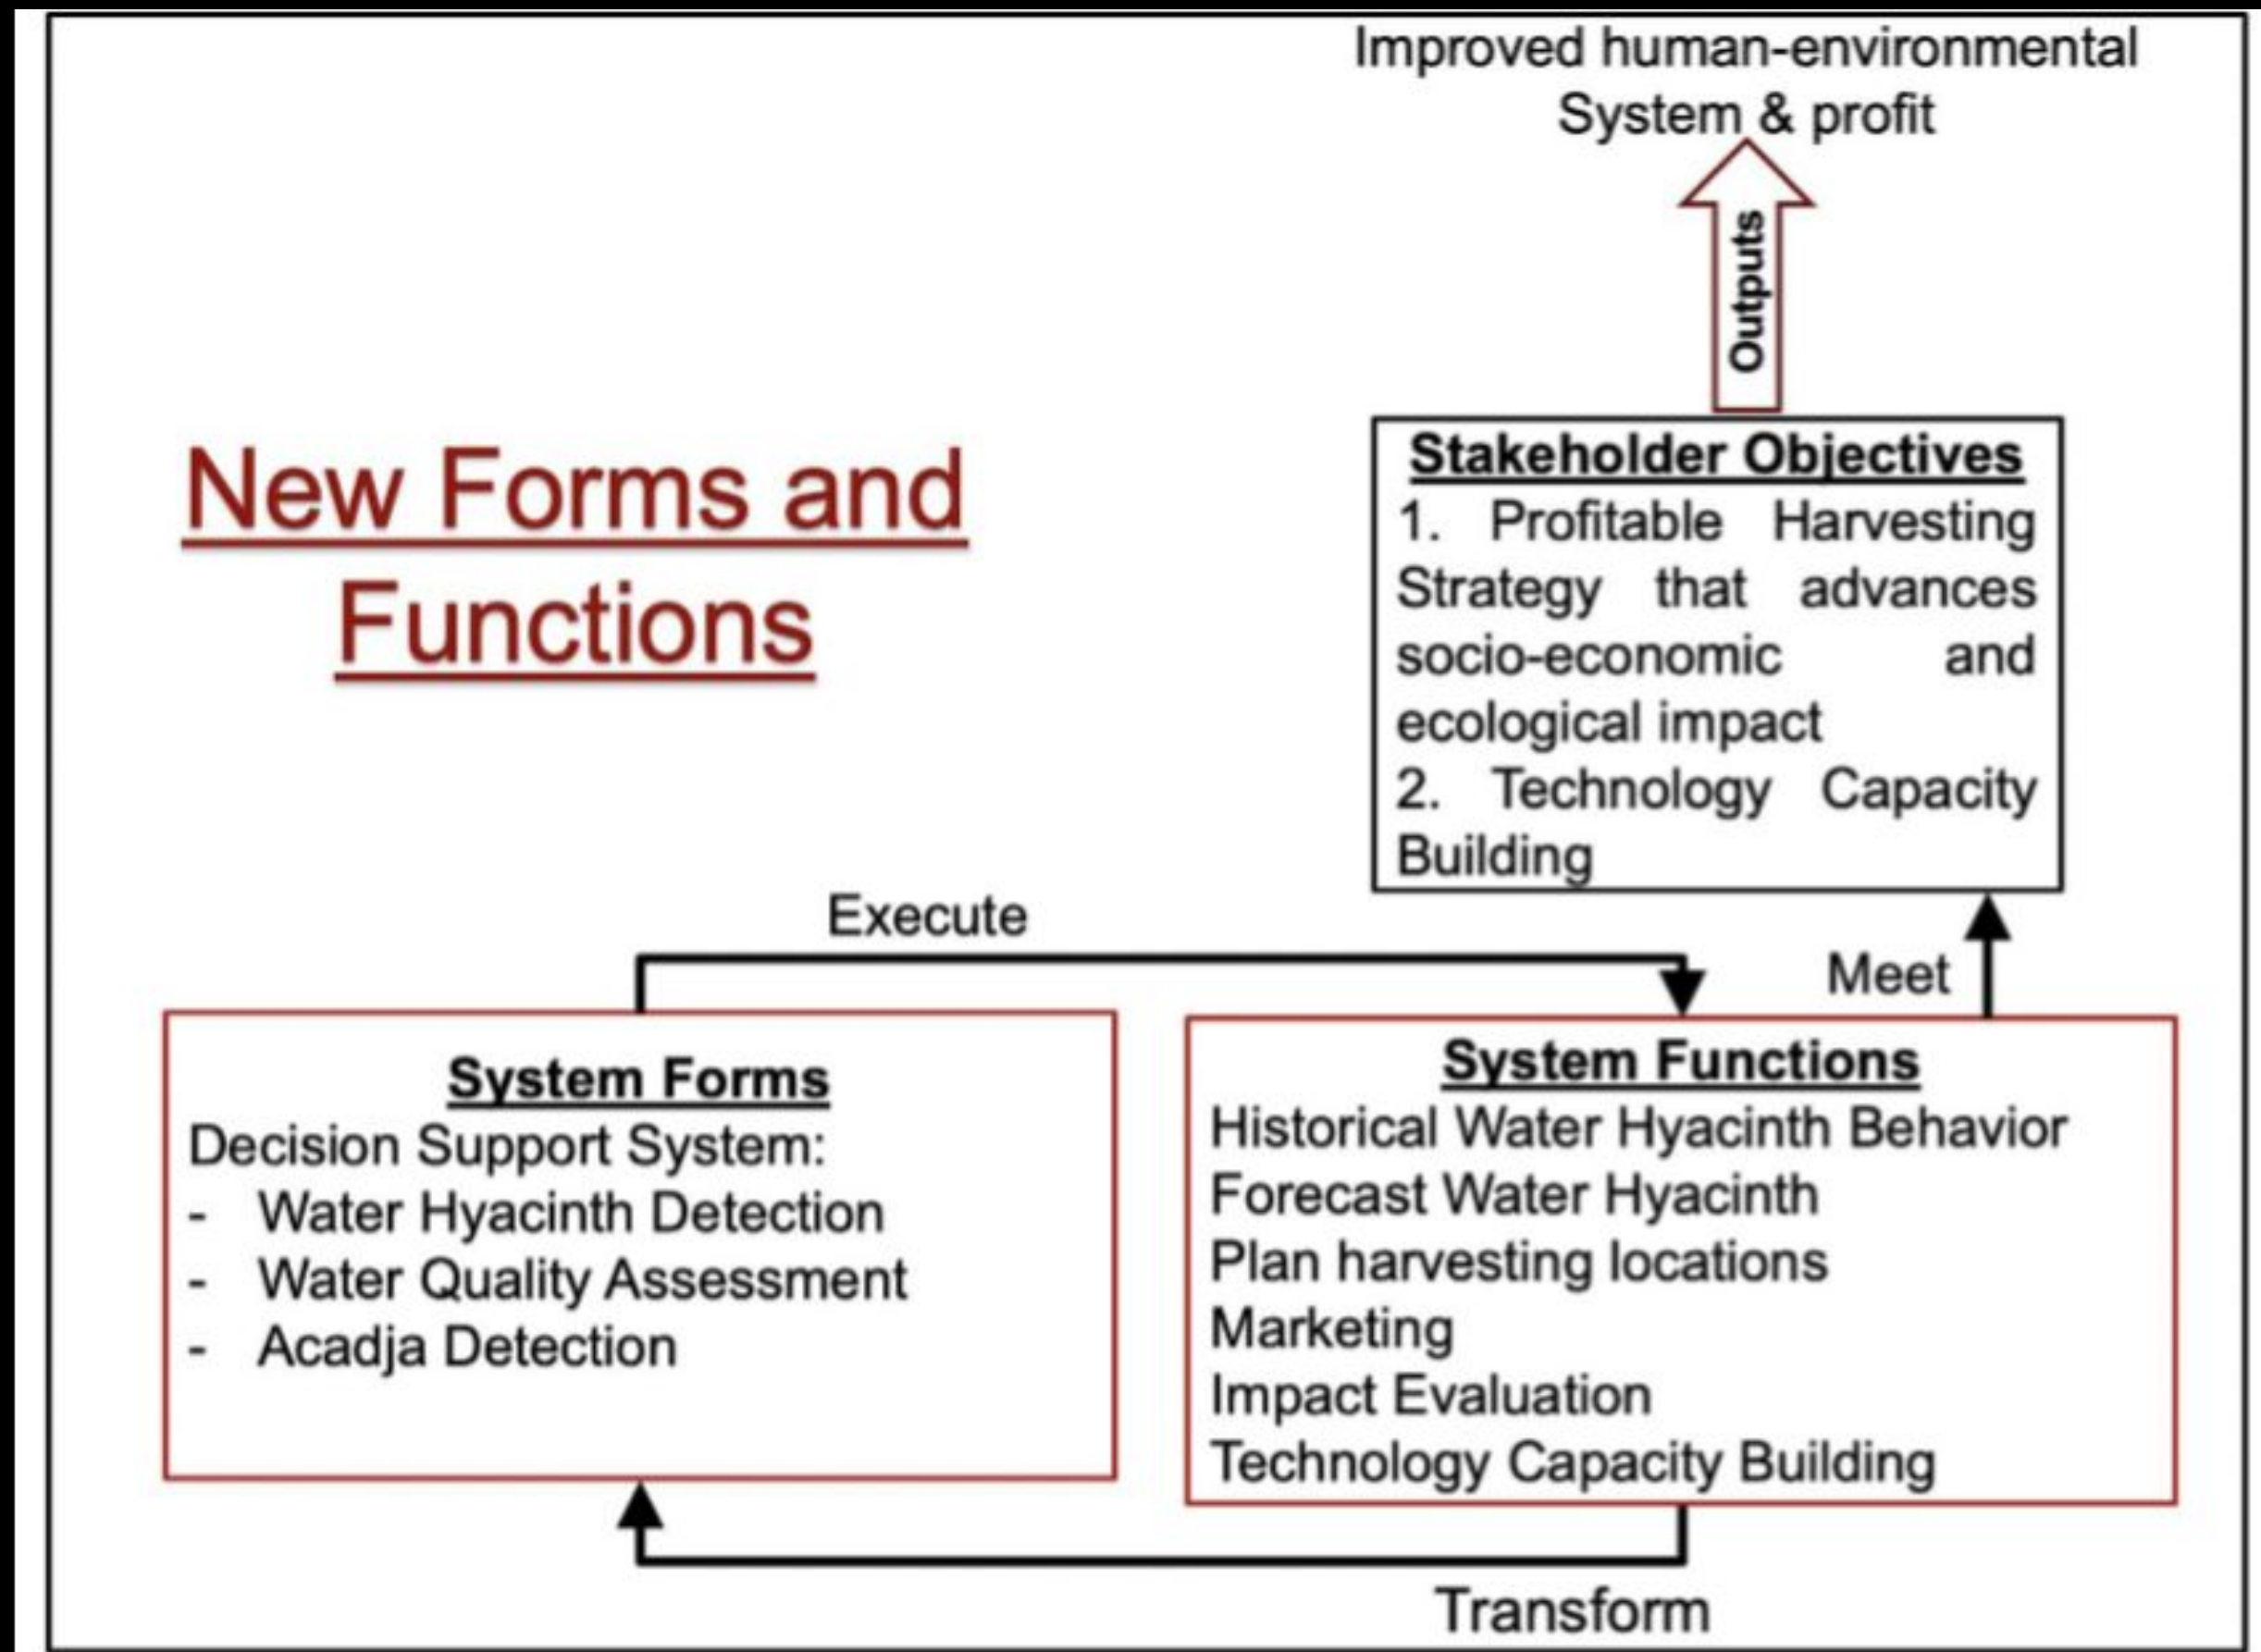 Improved human-environmental
System & profit
Outputs
New Forms and
Functions
Stakeholder Objectives
1. Profitable Harvesting
Strategy that advances
socio-economic and
ecological impact
2. Technology Capacity
Building
Execute
Meet
System Forms
Decision Support System:
- Water Hyacinth Detection
- Water Quality Assessment
- Acadja Detection
System Functions
Historical Water Hyacinth Behavior
Forecast Water Hyacinth
Plan harvesting locations
Marketing
Impact Evaluation
Technology Capacity Building
Transform